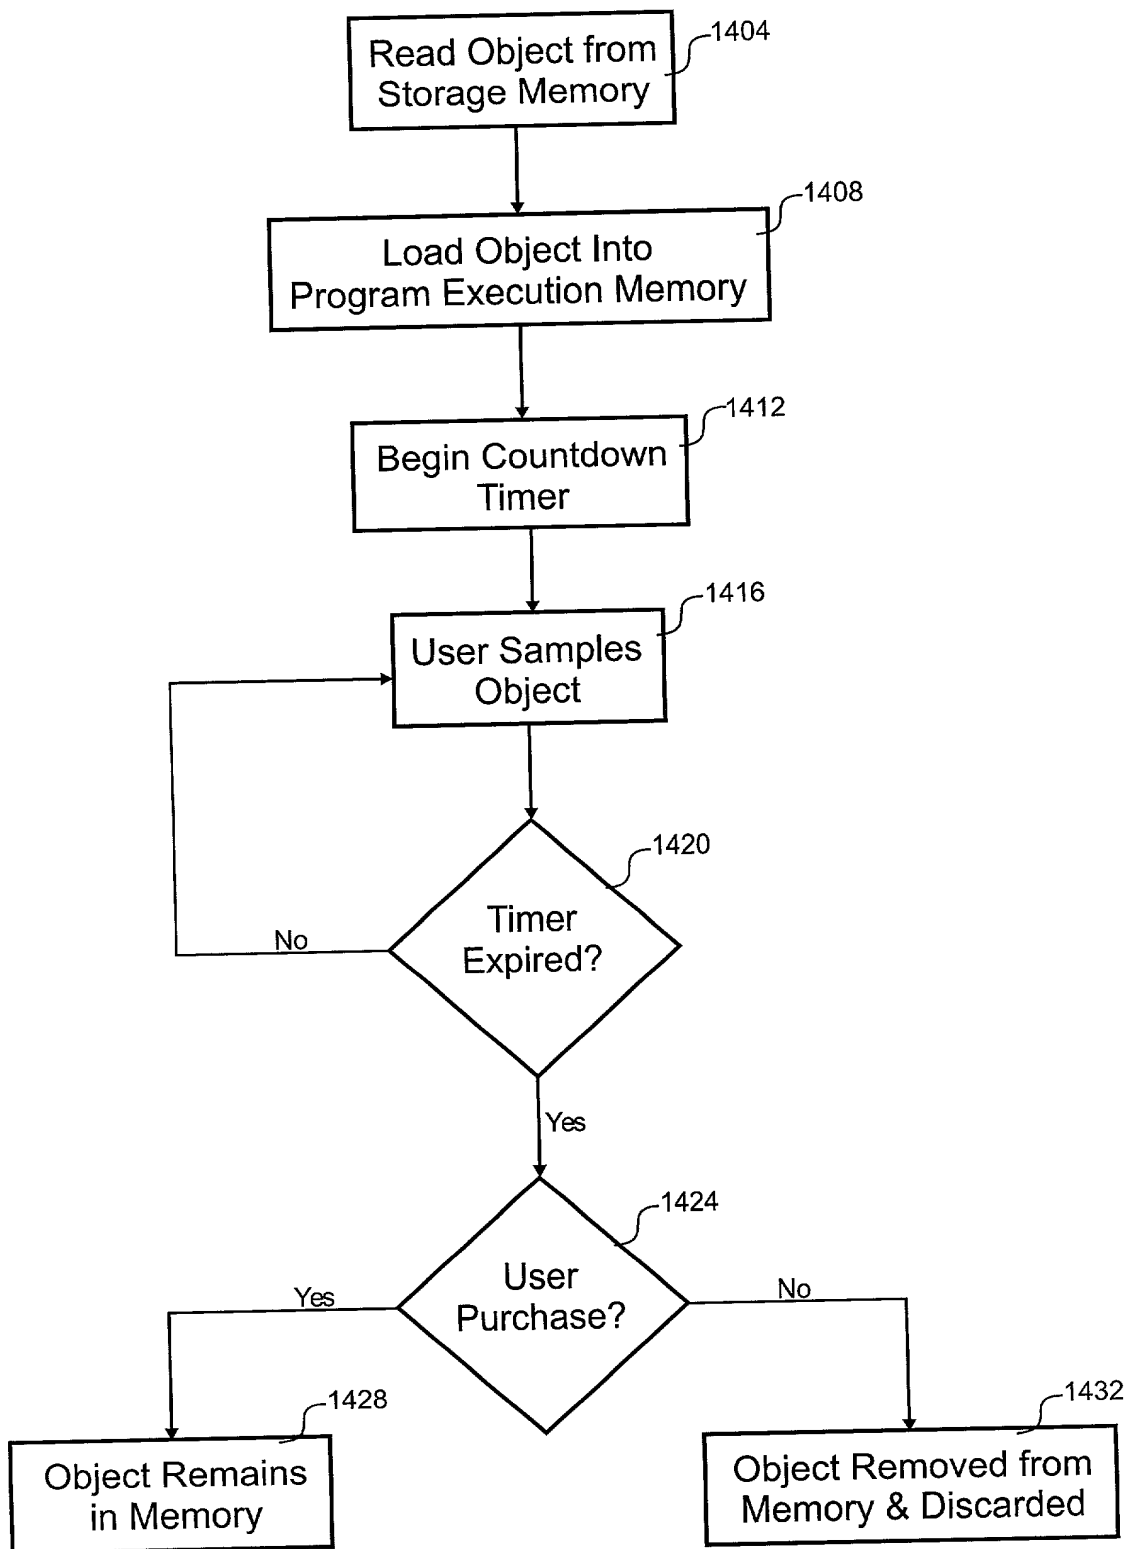 1404
Read Object from
Storage Memory
1408
Load Object Into
Program Execution Memory
1412
Begin Countdown
Timer
1416
User Samples
Object
1420
Timer
Expired?
No
Yes
1424
User
Purchase?
Yes
No
1428
Object Remains
in Memory
1432
Object Removed from
Memory & Discarded